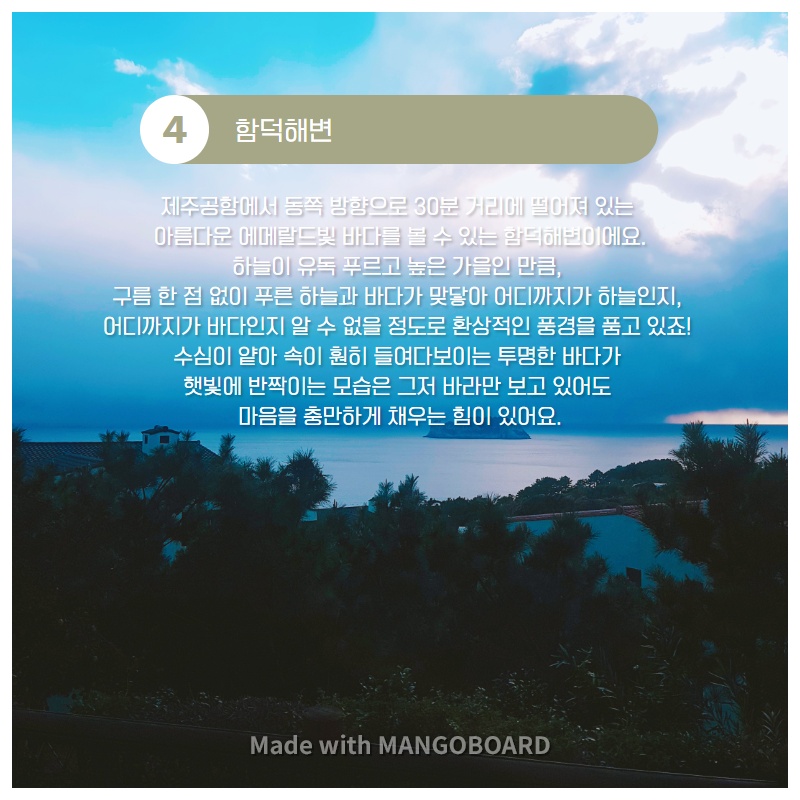 4 함덕해변
제주공항에서 동쪽 방향으로 30분 거리에 떨어져 있는
아름다운 에메랄드빛 바다를 볼 수 있는 함덕해변이에요.
하늘이 유독 푸르고 높은 가을인 만큼,
구름 한 점 없이 푸른 하늘과 바다가 맞닿아 어디까지가 하늘인지,
어디까지가 바다인지 알 수 없을 정도로 환상적인 풍경을 품고 있죠!
수심이 얕아 속이 훤히 들여다보이는 투명한 바다가
햇빛에 반짝이는 모습은 그저 바라만 보고 있어도
마음을 충만하게 채우는 힘이 있어요.
Made with MANGOBOARD